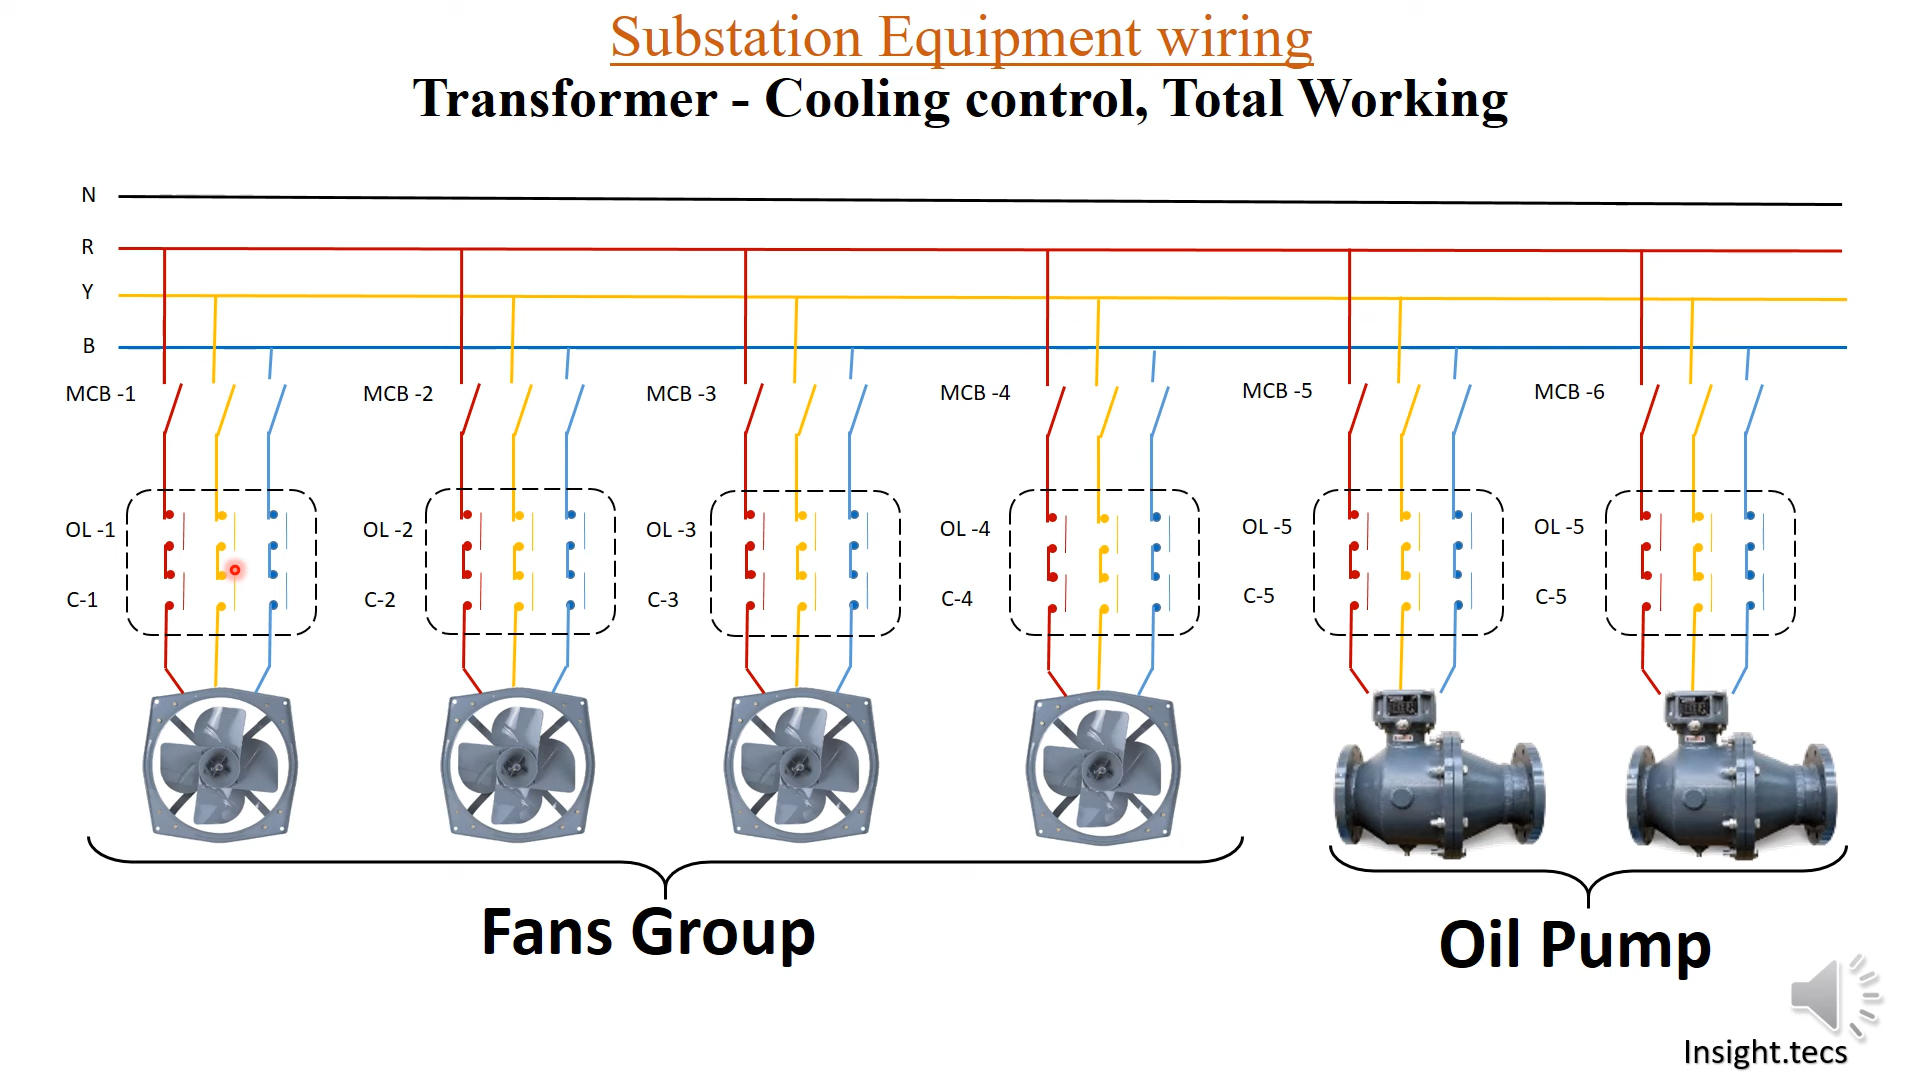 Substation Equipment wiring
Transformer - Cooling control, Total Working
N
R
Y
B
MCB -1
MCB -2
MCB -3
MCB -4
MCB -5
MCB -6
OL -1
OL -2
OL -3
OL -4
OL -5
OL -5
C-1
C-2
C-3
C-4
C-5
C-5
Fans Group
Oil Pump
Insight.tecs